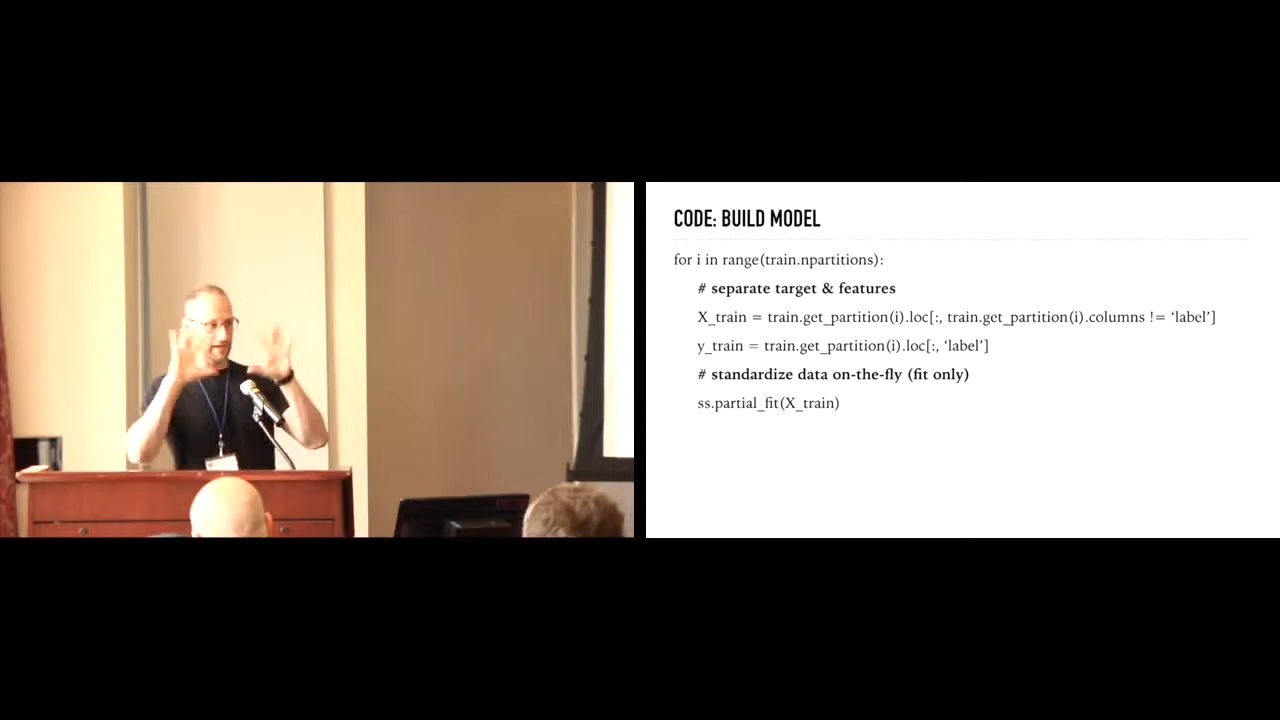 CODE: BUILD MODEL
for i in range(train.npartitions):
# separate target & features
X_train = train.get_partition(i).loc[:, train.get_partition(i).columns != ‘label’]
y_train = train.get_partition(i).loc[:, ‘label’]
# standardize data on-the-fly (fit only)
ss.partial_fit(X_train)